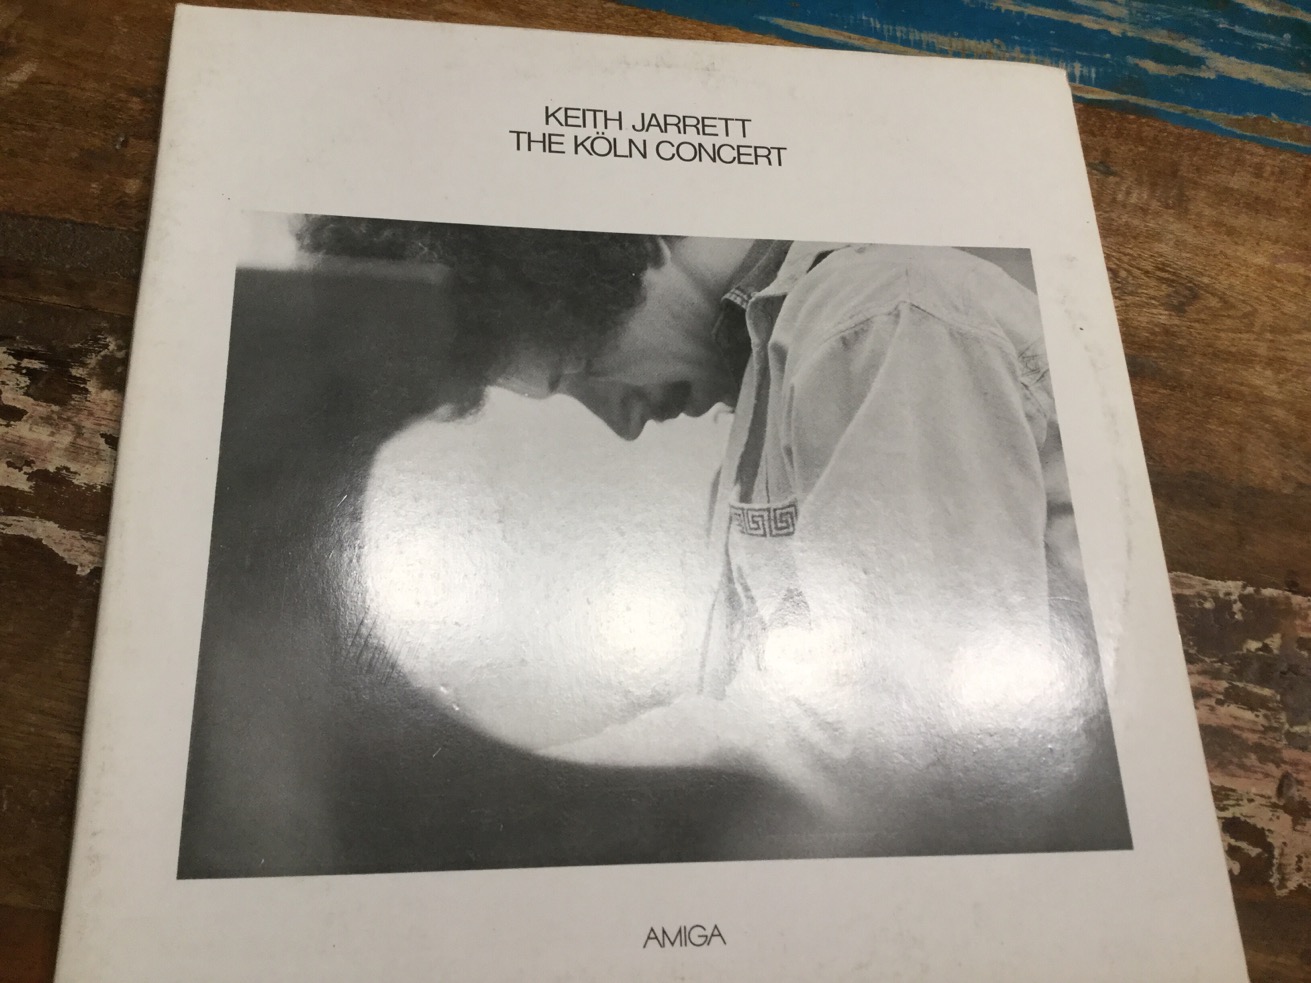 KEITH JARRETT
THE KÖLN CONCERT
AMIGA